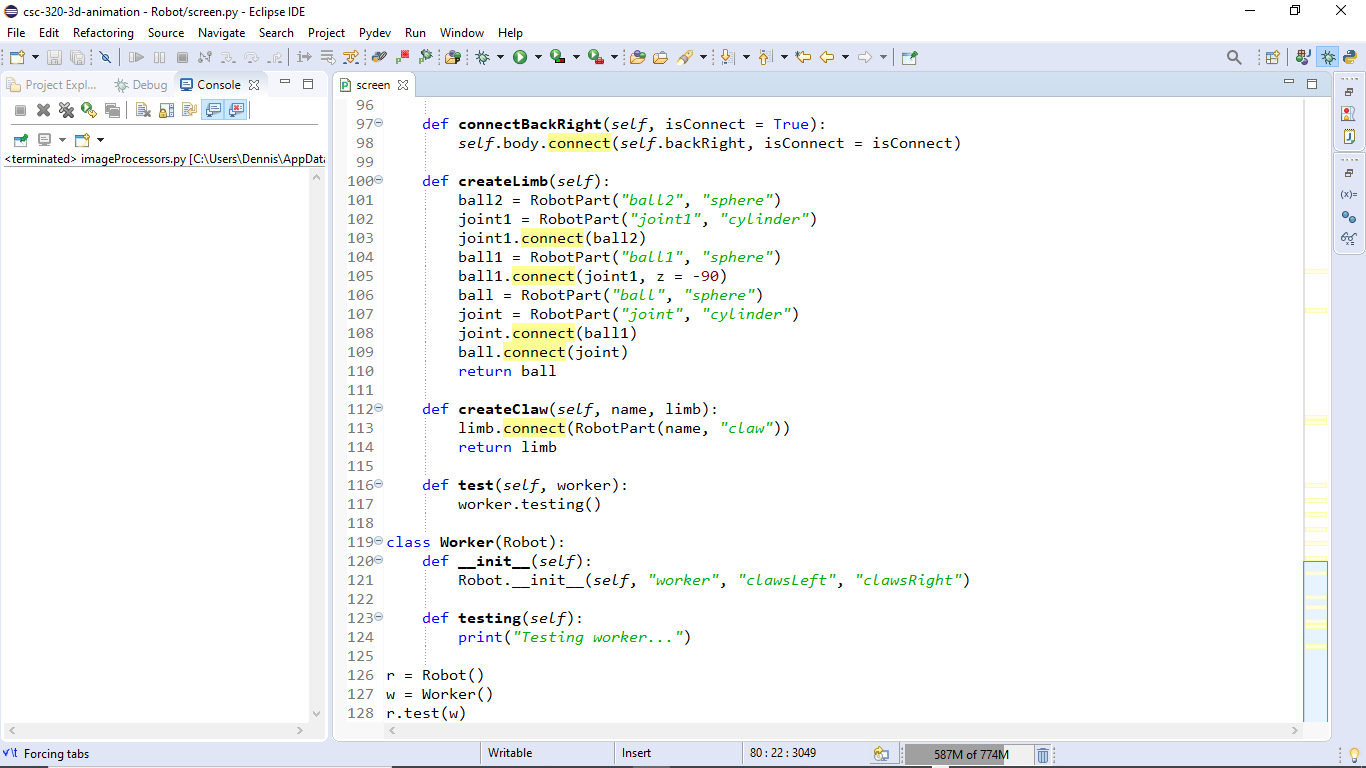 csc-320-3d-animation - Robot/screen.py - Eclipse IDE
File Edit Refactoring Source Navigate Search Project Pydev Run Window Help
Project Expl... Debug Console
screen
<terminated> imageProcessors.py [C:\Users\Dennis\AppData
96
97 def connectBackRight(self, isConnect = True):
98 self.body.connect(self.backRight, isConnect = isConnect)
99
100 def createLimb(self):
101 ball2 = RobotPart("ball2", "sphere")
102 joint1 = RobotPart("joint1", "cylinder")
103 joint1.connect(ball2)
104 ball1 = RobotPart("ball1", "sphere")
105 ball1.connect(joint1, z = -90)
106 ball = RobotPart("ball", "sphere")
107 joint = RobotPart("joint", "cylinder")
108 joint.connect(ball1)
109 ball.connect(joint)
110 return ball
111
112 def createClaw(self, name, limb):
113 limb.connect(RobotPart(name, "claw"))
114 return limb
115
116 def test(self, worker):
117 worker.testing()
118
119 class Worker(Robot):
120 def __init__(self):
121 Robot.__init__(self, "worker", "clawsLeft", "clawsRight")
122
123 def testing(self):
124 print("Testing worker...")
125
126 r = Robot()
127 w = Worker()
128 r.test(w)
Forcing tabs Writable Insert 80 : 22 : 3049 587M of 774M